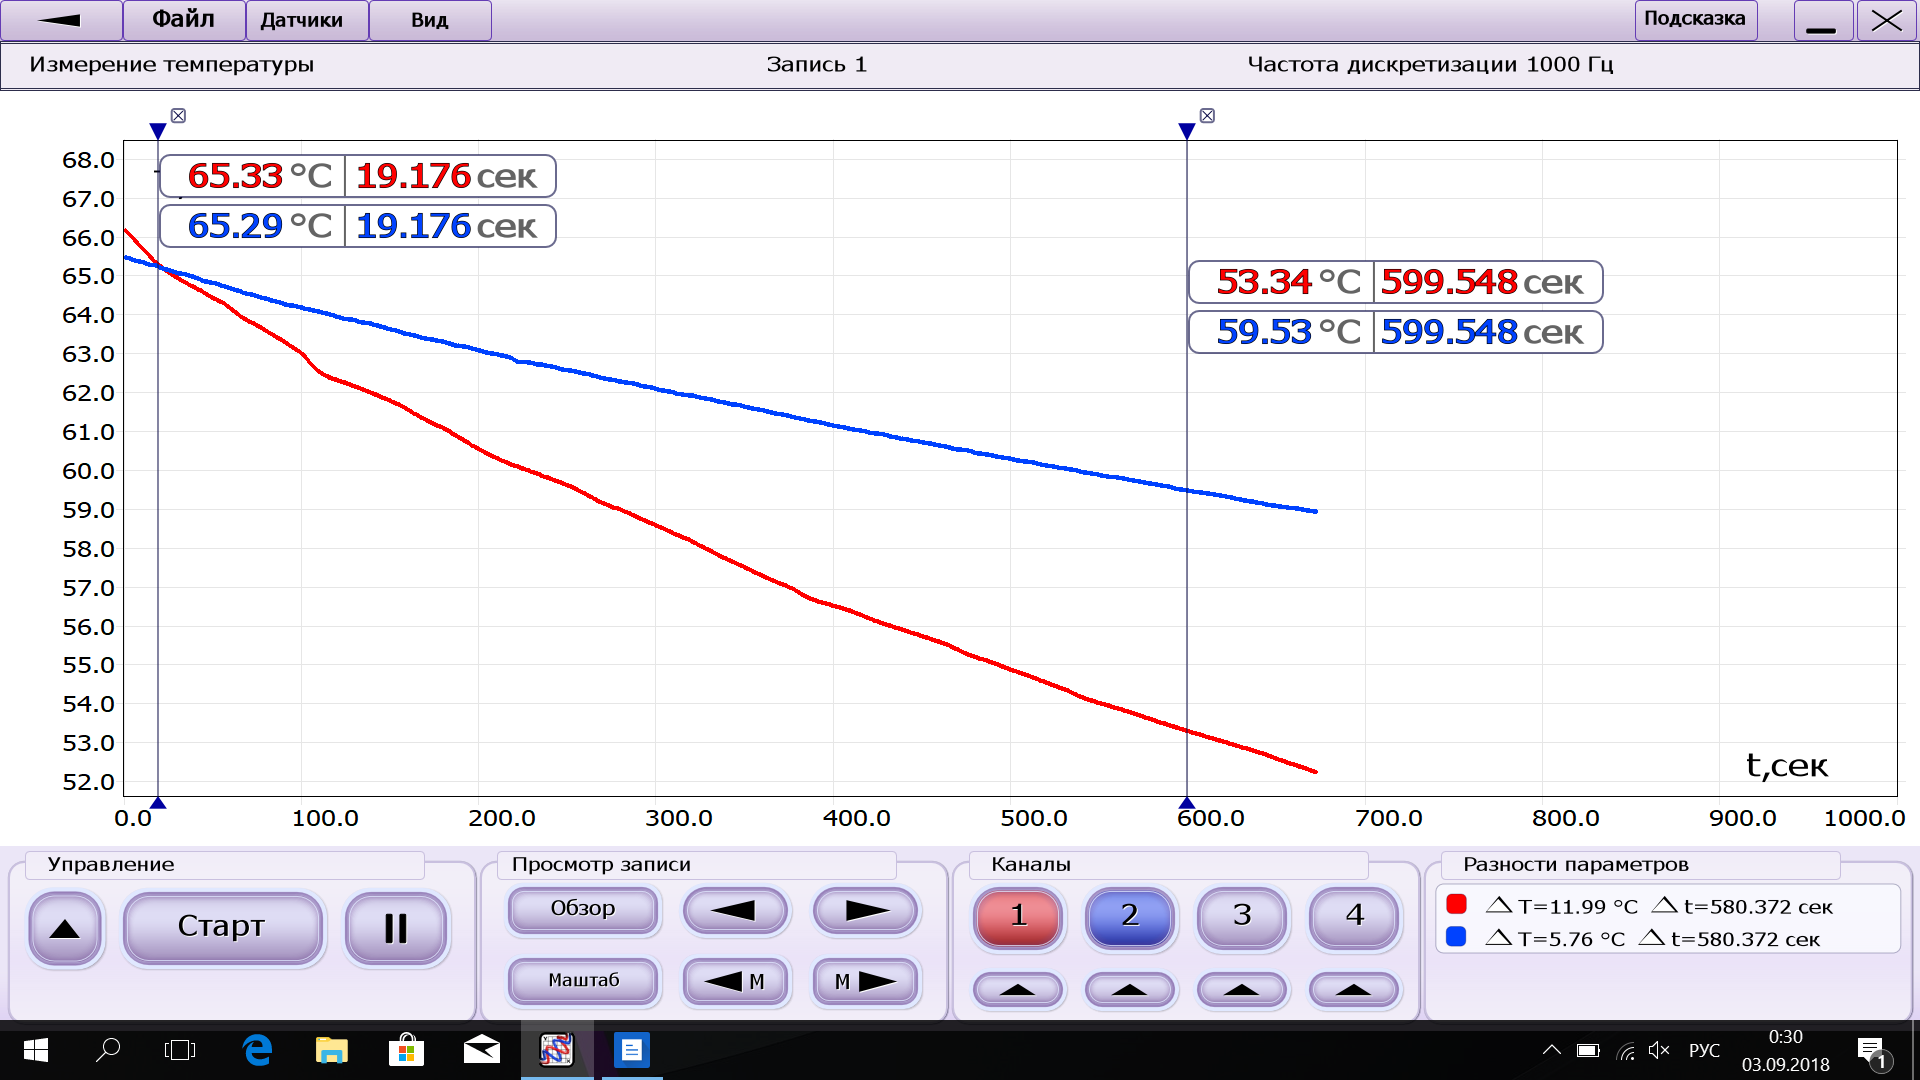 Файл Датчики Вид Подсказка
Измерение температуры Запись 1 Частота дискретизации 1000 Гц
65.33 °C 19.176 сек
65.29 °C 19.176 сек
53.34 °C 599.548 сек
59.53 °C 599.548 сек
68.0
67.0
66.0
65.0
64.0
63.0
62.0
61.0
60.0
59.0
58.0
57.0
56.0
55.0
54.0
53.0
52.0
t,сек
0.0 100.0 200.0 300.0 400.0 500.0 600.0 700.0 800.0 900.0 1000.0
Управление
Старт
Просмотр записи
Обзор
Маштаб М М
Каналы
1 2 3 4
Разности параметров
△ T=11.99 °C △ t=580.372 сек
△ T=5.76 °C △ t=580.372 сек
РУС
0:30
03.09.2018
1